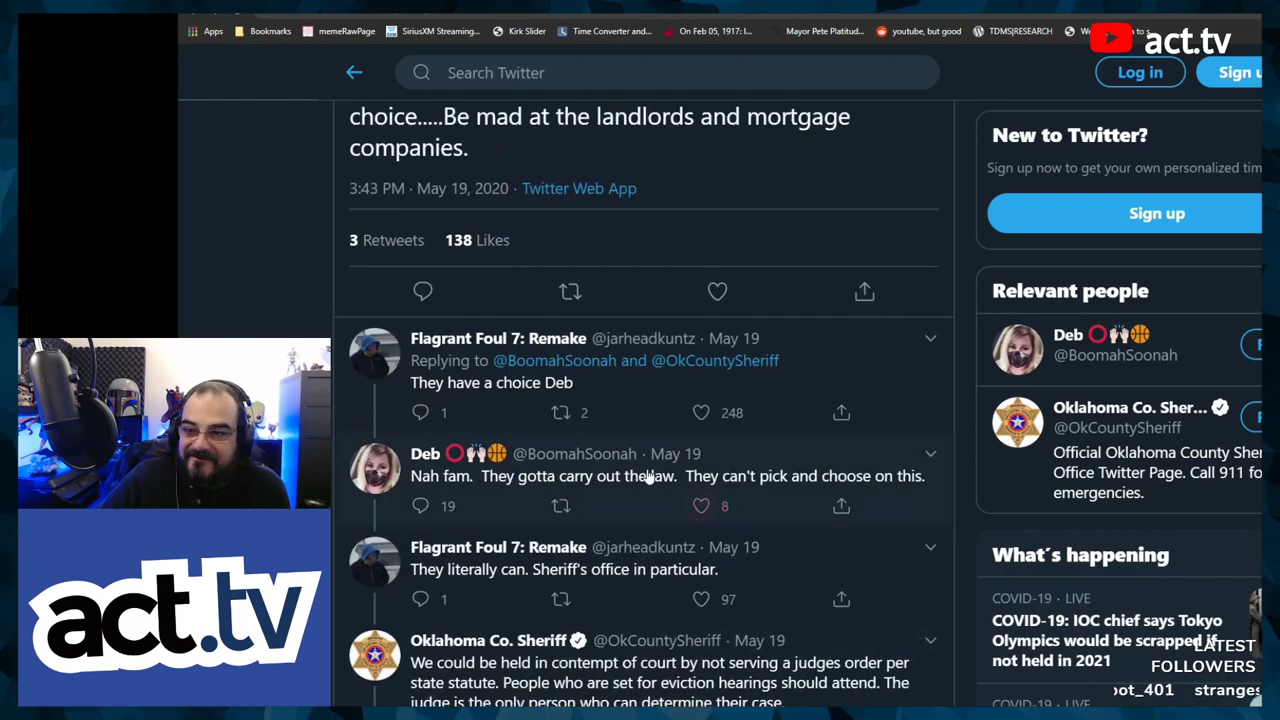 Apps Bookmarks memeRawPage SiriusXM Streaming... Kirk Slider Time Converter and... On Feb 05, 1917: I... Mayor Pete Platitud... youtube, but good TDMS|RESEARCH
act.tv
Search Twitter
Log in
Sign u
choice.....Be mad at the landlords and mortgage
companies.
3:43 PM · May 19, 2020 · Twitter Web App
3 Retweets 138 Likes
Flagrant Foul 7: Remake @jarheadkuntz · May 19
Replying to @BoomahSoonah and @OkCountySheriff
They have a choice Deb
1 2 248
Deb @BoomahSoonah · May 19
Nah fam. They gotta carry out the law. They can't pick and choose on this.
19 8
Flagrant Foul 7: Remake @jarheadkuntz · May 19
They literally can. Sheriff's office in particular.
1 97
Oklahoma Co. Sheriff @OkCountySheriff · May 19
We could be held in contempt of court by not serving a judges order per
state statute. People who are set for eviction hearings should attend. The
judge is the only person who can determine their case.
New to Twitter?
Sign up now to get your own personalized tim
Sign up
Relevant people
Deb
@BoomahSoonah
Oklahoma Co. Sher...
@OkCountySheriff
Official Oklahoma County Sheri
Office Twitter Page. Call 911 fo
emergencies.
What's happening
COVID-19 · LIVE
COVID-19: IOC chief says Tokyo
Olympics would be scrapped if
not held in 2021
COVID-19 · LIVE
LATEST
FOLLOWERS
oot_401 stranges
act.tv